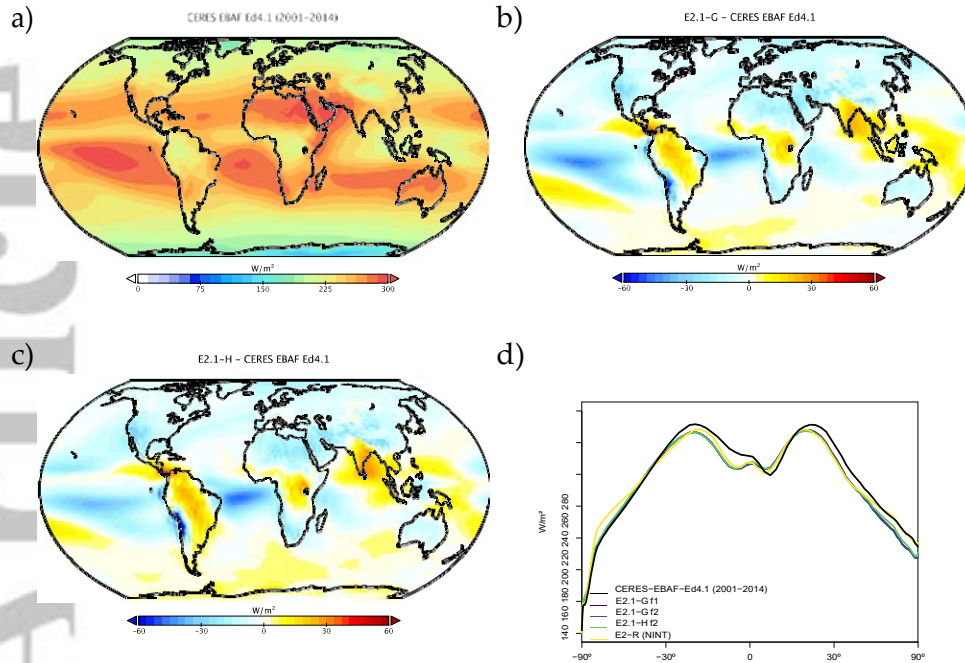 a)
CERES EBAF Ed4.1 (2001-2014)
W/m²
0 75 150 225 300
b)
E2.1-G - CERES EBAF Ed4.1
W/m²
-60 -30 0 30 60
c)
E2.1-H - CERES EBAF Ed4.1
W/m²
-60 -30 0 30 60
d)
W/m²
140 160 180 200 220 240 260 280
CERES-EBAF-Ed4.1 (2001-2014)
E2.1-G f1
E2.1-G f2
E2.1-H f2
E2-R (NINT)
-90° -30° 30° 90°